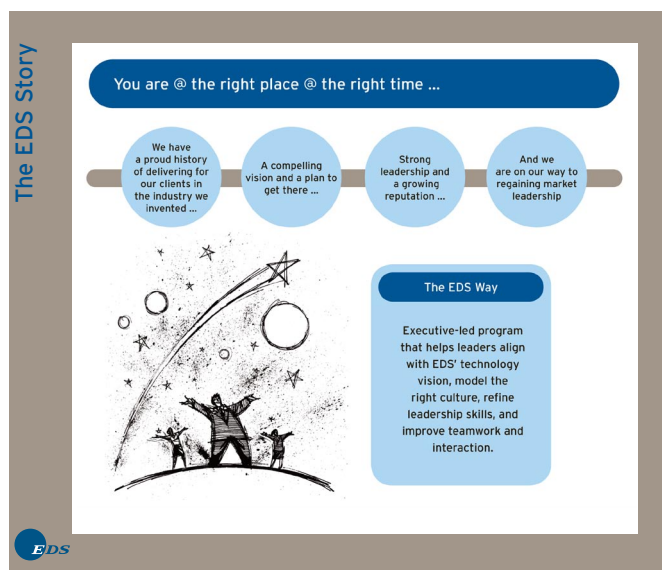 The EDS Story
You are @ the right place @ the right time ...
We have
a proud history
of delivering for
our clients in
the industry we
invented ...
A compelling
vision and a plan to
get there ...
Strong
leadership and
a growing
reputation ...
And we
are on our way to
regaining market
leadership
The EDS Way
Executive-led program
that helps leaders align
with EDS' technology
vision, model the
right culture, refine
leadership skills, and
improve teamwork and
interaction.
EDS